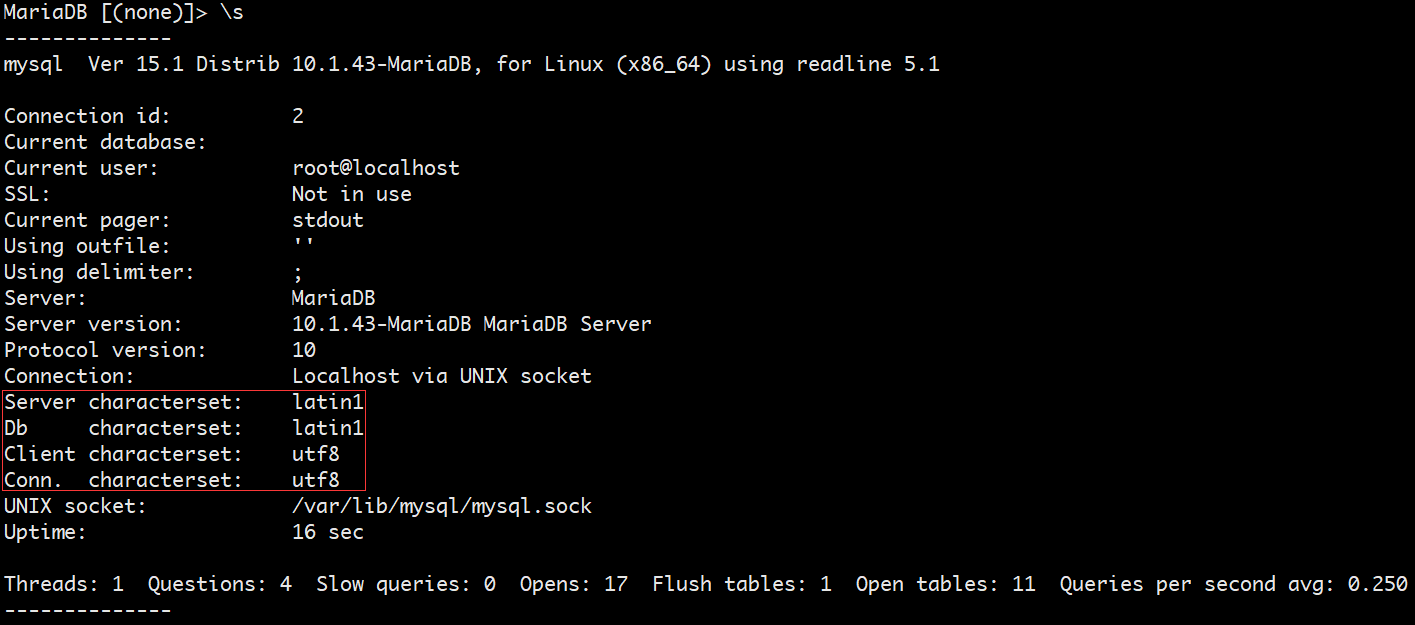 MariaDB [(none)]> \s
--------------
mysql  Ver 15.1 Distrib 10.1.43-MariaDB, for Linux (x86_64) using readline 5.1

Connection id:          2
Current database:
Current user:           root@localhost
SSL:                    Not in use
Current pager:          stdout
Using outfile:          ''
Using delimiter:        ;
Server:                 MariaDB
Server version:         10.1.43-MariaDB MariaDB Server
Protocol version:       10
Connection:             Localhost via UNIX socket
Server characterset:    latin1
Db     characterset:    latin1
Client characterset:    utf8
Conn.  characterset:    utf8
UNIX socket:            /var/lib/mysql/mysql.sock
Uptime:                 16 sec

Threads: 1  Questions: 4  Slow queries: 0  Opens: 17  Flush tables: 1  Open tables: 11  Queries per second avg: 0.250
--------------